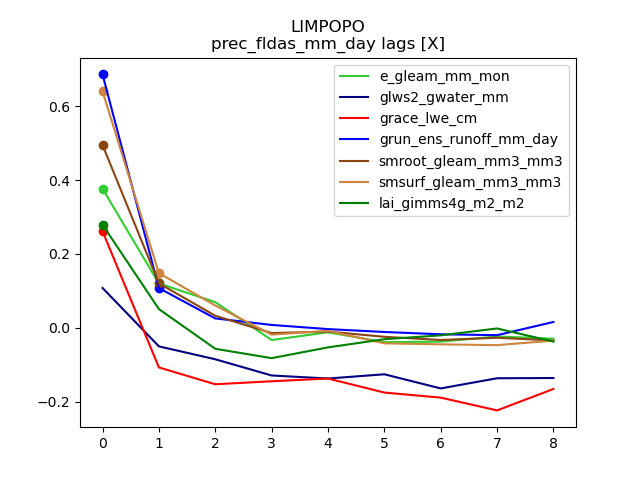 LIMPOPO
prec_fldas_mm_day lags [X]
e_gleam_mm_mon
glws2_gwater_mm
grace_lwe_cm
grun_ens_runoff_mm_day
smroot_gleam_mm3_mm3
smsurf_gleam_mm3_mm3
lai_gimms4g_m2_m2
0.6
0.4
0.2
0.0
−0.2
0 1 2 3 4 5 6 7 8